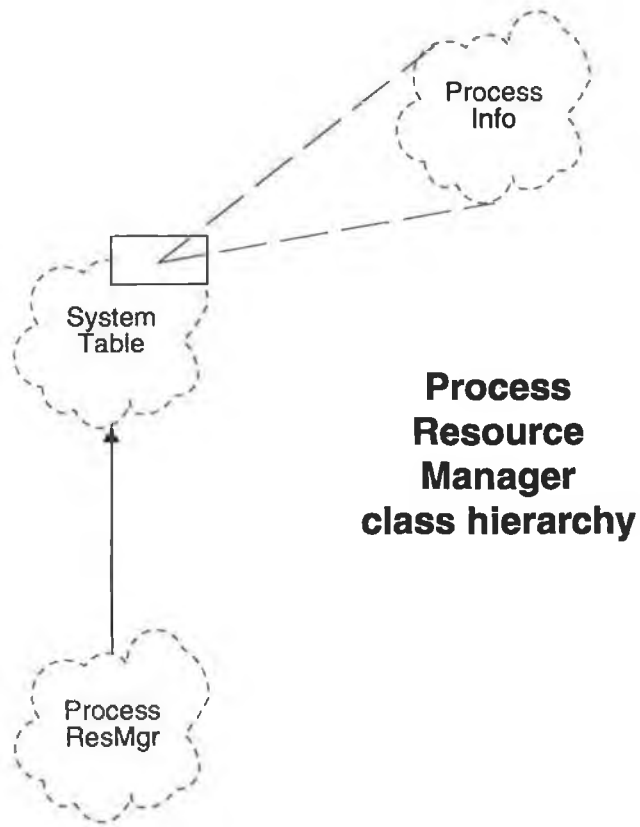 Process
Info
System
Table
Process
Resource
Manager
class hierarchy
Process
ResMgr